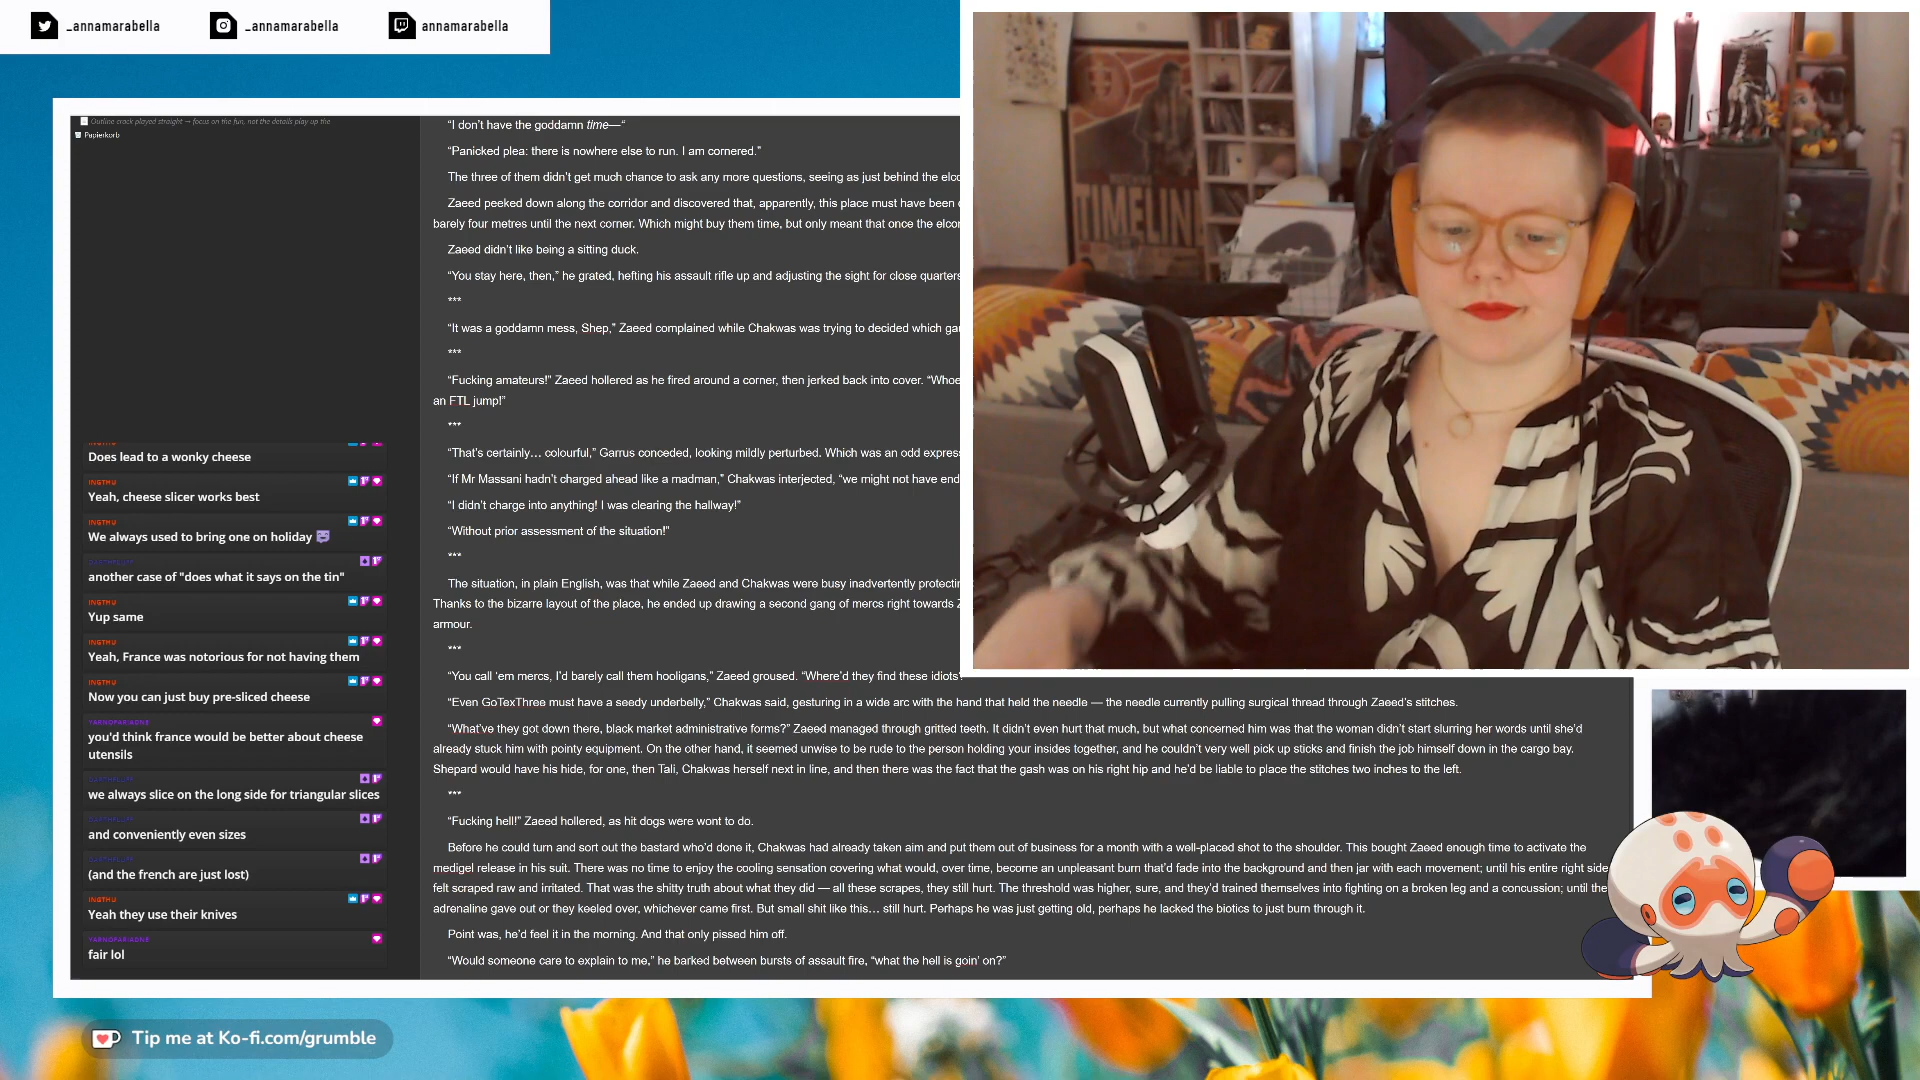 _annamarabella
_annamarabella
annamarabella
Outline crack played straight → focus on the fun, not the details play up the
Papierkorb
“I don’t have the goddamn time—“
“Panicked plea: there is nowhere else to run. I am cornered.”
The three of them didn’t get much chance to ask any more questions, seeing as just behind the elco
Zaeed peeked down along the corridor and discovered that, apparently, this place must have been
barely four metres until the next corner. Which might buy them time, but only meant that once the elcor
Zaeed didn’t like being a sitting duck.
“You stay here, then,” he grated, hefting his assault rifle up and adjusting the sight for close quarters
***
“It was a goddamn mess, Shep,” Zaeed complained while Chakwas was trying to decided which
***
“Fucking amateurs!” Zaeed hollered as he fired around a corner, then jerked back into cover. “Whoe
an FTL jump!”
***
“That’s certainly… colourful,” Garrus conceded, looking mildly perturbed. Which was an odd
“If Mr Massani hadn’t charged ahead like a madman,” Chakwas interjected, “we might not have
“I didn’t charge into anything! I was clearing the hallway!”
“Without prior assessment of the situation!”
***
The situation, in plain English, was that while Zaeed and Chakwas were busy inadvertently
Thanks to the bizarre layout of the place, he ended up drawing a second gang of mercs right towards
armour.
***
“You call ‘em mercs, I’d barely call them hooligans,” Zaeed groused. “Where’d they find these idiots
“Even GoTexThree must have a seedy underbelly,” Chakwas said, gesturing in a wide arc with the hand that held the needle — the needle currently pulling surgical thread through Zaeed’s stitches.
“What’ve they got down there, black market administrative forms?” Zaeed managed through gritted teeth. It didn’t even hurt that much, but what concerned him was that the woman didn’t start slurring her words until she’d
already stuck him with pointy equipment. On the other hand, it seemed unwise to be rude to the person holding your insides together, and he couldn’t very well pick up sticks and finish the job himself down in the cargo bay.
Shepard would have his hide, for one, then Tali, Chakwas herself next in line, and then there was the fact that the gash was on his right hip and he’d be liable to place the stitches two inches to the left.
***
“Fucking hell!” Zaeed hollered, as hit dogs were wont to do.
Before he could turn and sort out the bastard who’d done it, Chakwas had already taken aim and put them out of business for a month with a well-placed shot to the shoulder. This bought Zaeed enough time to activate the
medigel release in his suit. There was no time to enjoy the cooling sensation covering what would, over time, become an unpleasant burn that’d fade into the background and then jar with each movement; until his entire right side
felt scraped raw and irritated. That was the shitty truth about what they did — all these scrapes, they still hurt. The threshold was higher, sure, and they’d trained themselves into fighting on a broken leg and a concussion; until the
adrenaline gave out or they keeled over, whichever came first. But small shit like this… still hurt. Perhaps he was just getting old, perhaps he lacked the biotics to just burn through it.
Point was, he’d feel it in the morning. And that only pissed him off.
“Would someone care to explain to me,” he barked between bursts of assault fire, “what the hell is goin’ on?”
Does lead to a wonky cheese
INGTHU
Yeah, cheese slicer works best
INGTHU
We always used to bring one on holiday
another case of "does what it says on the tin"
INGTHU
Yup same
INGTHU
Yeah, France was notorious for not having them
INGTHU
Now you can just buy pre-sliced cheese
YARNOFARIADNE
you'd think france would be better about cheese
utensils
we always slice on the long side for triangular slices
and conveniently even sizes
(and the french are just lost)
INGTHU
Yeah they use their knives
YARNOFARIADNE
fair lol
Tip me at Ko-fi.com/grumble